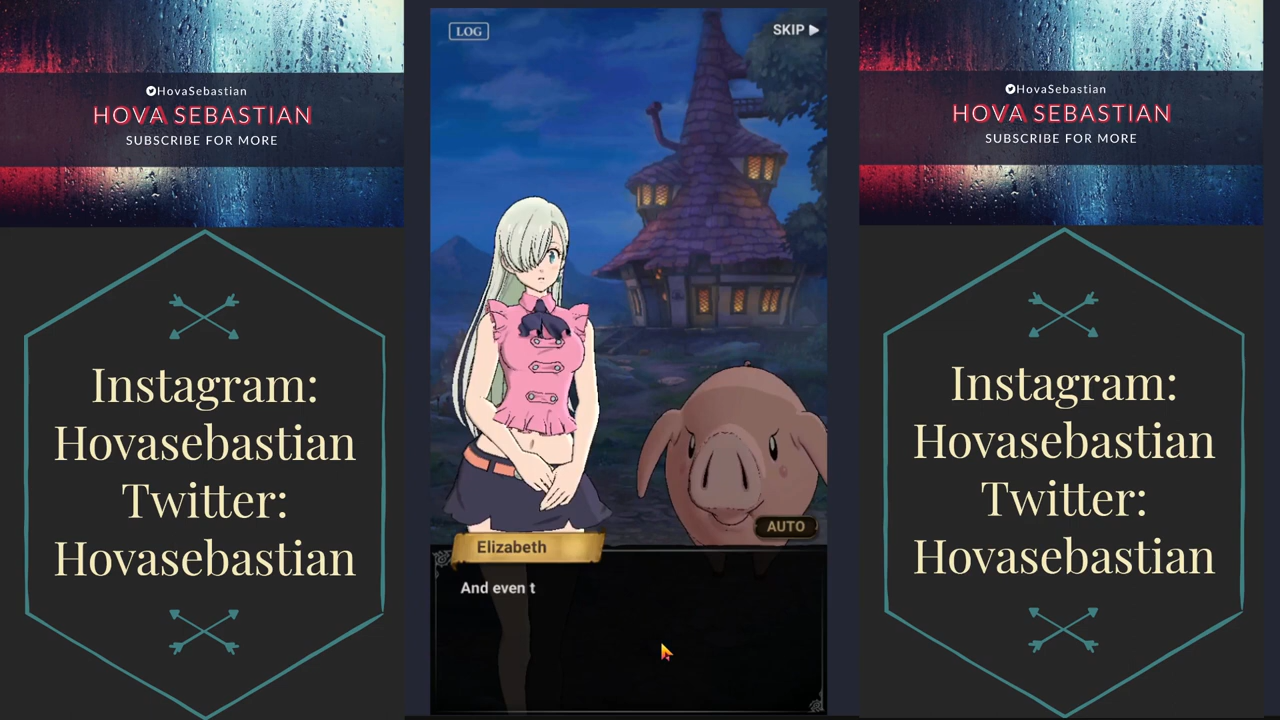 HovaSebastian
HOVA SEBASTIAN
SUBSCRIBE FOR MORE
Instagram:
Hovasebastian
Twitter:
Hovasebastian
LOG
SKIP
AUTO
Elizabeth
And even t
HovaSebastian
HOVA SEBASTIAN
SUBSCRIBE FOR MORE
Instagram:
Hovasebastian
Twitter:
Hovasebastian